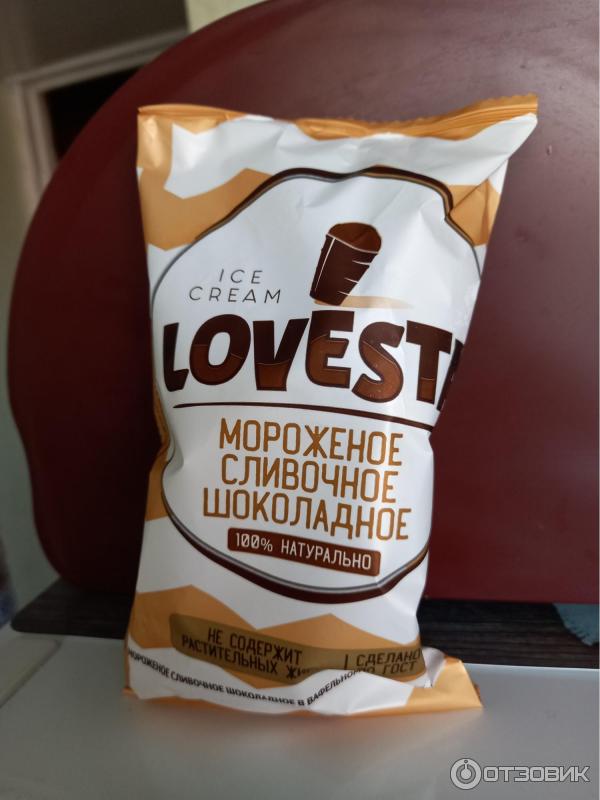 ICE
CREAM
LOVEST
МОРОЖЕНОЕ
СЛИВОЧНОЕ
ШОКОЛАДНОЕ
100% НАТУРАЛЬНО
НЕ СОДЕРЖИТ
РАСТИТЕЛЬНЫХ
СДЕЛАНО
ГОСТ
МОРОЖЕНОЕ СЛИВОЧНОЕ ШОКОЛАДНОЕ В
ОТЗОВИК